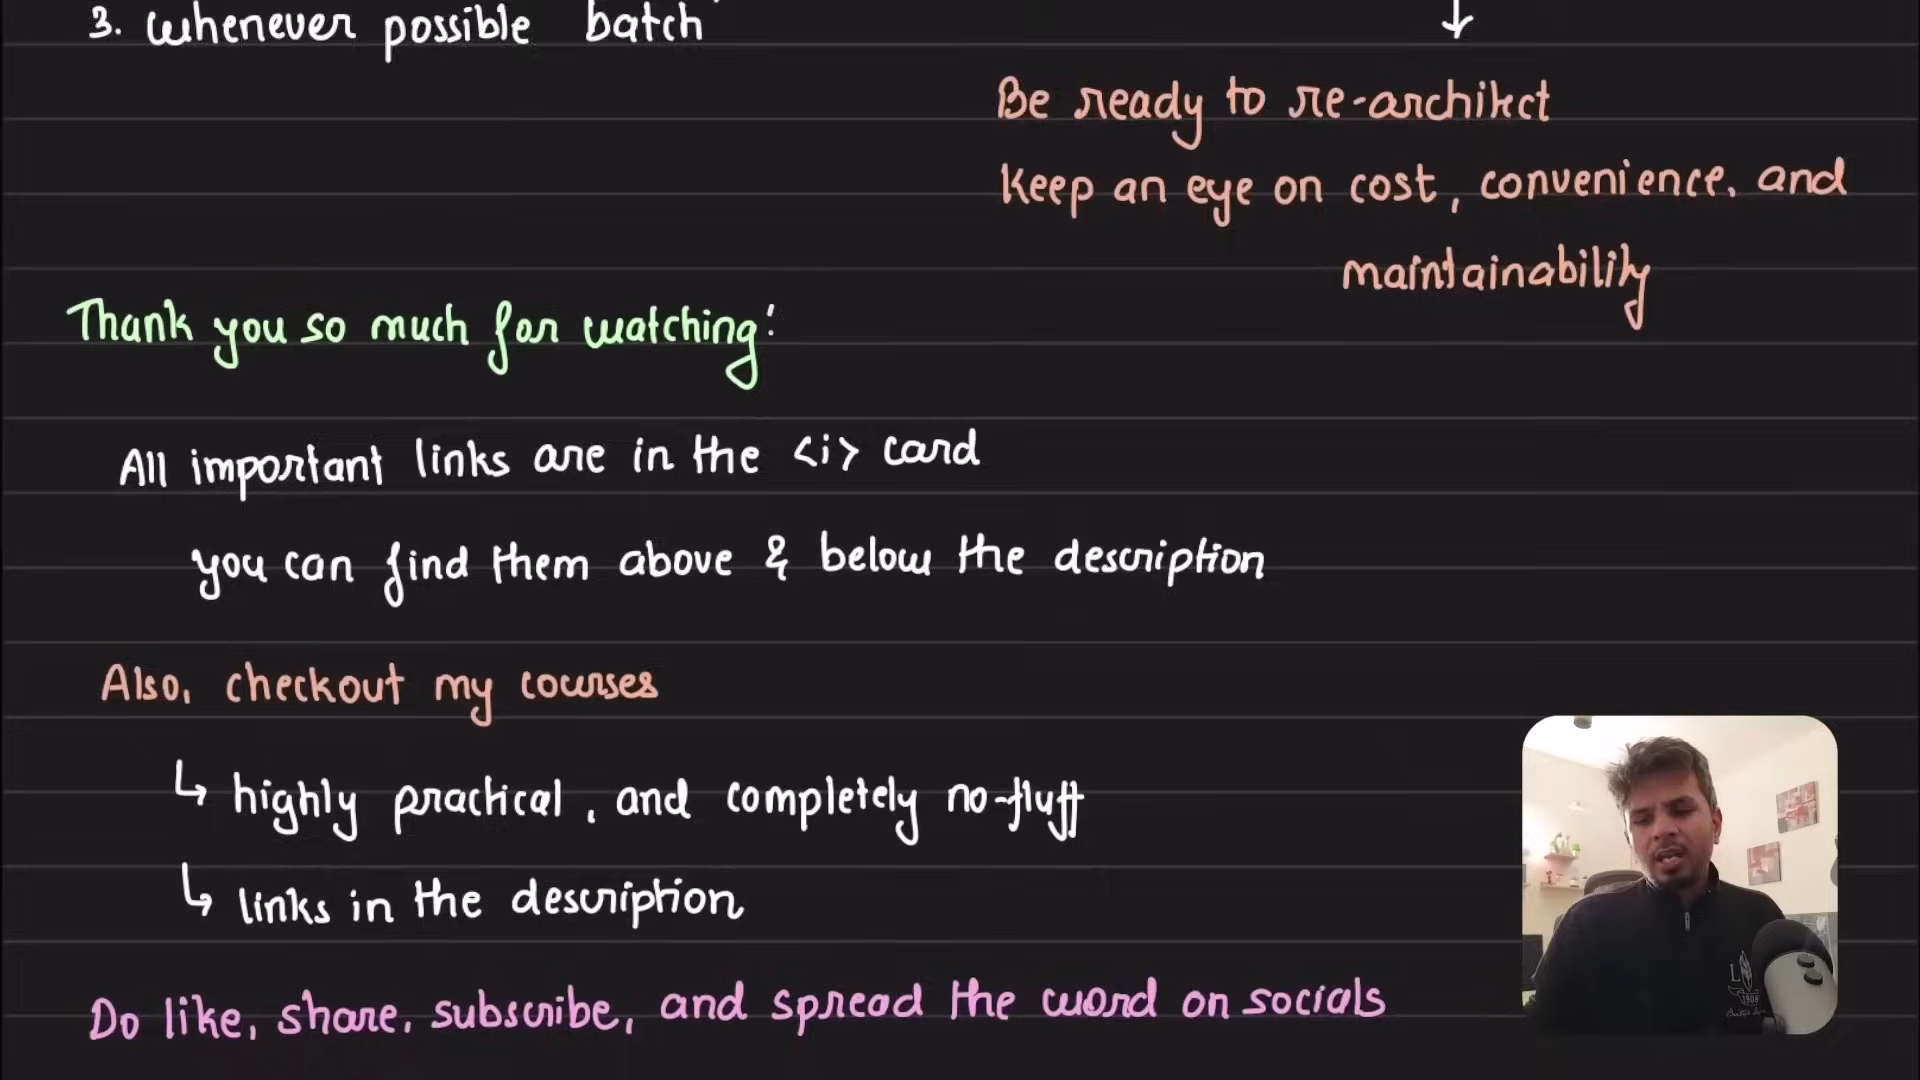 3. Whenever possible batch
Be ready to re-architect
Keep an eye on cost, convenience, and
maintainability
Thank you so much for watching!
All important links are in the <i> card
you can find them above & below the description
Also, checkout my courses
↳ highly practical, and completely no-fluff
↳ links in the description
Do like, share, subscribe, and spread the word on socials
L
1908